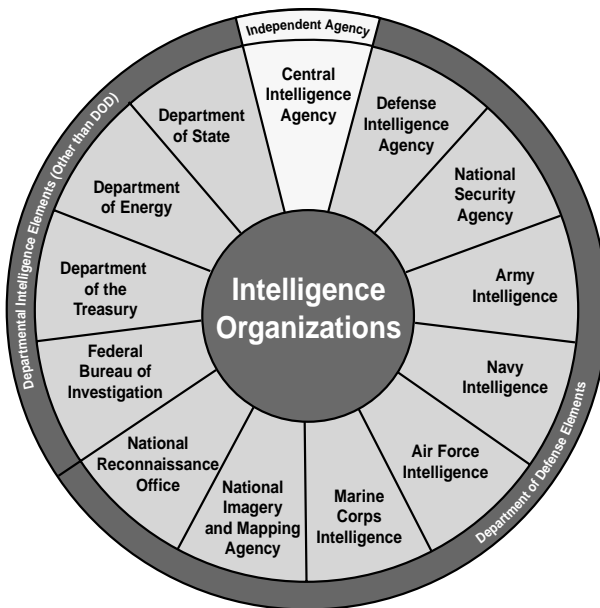 Independent Agency
Central
Intelligence
Agency
Defense
Intelligence
Agency
National
Security
Agency
Army
Intelligence
Navy
Intelligence
Air Force
Intelligence
Marine
Corps
Intelligence
National
Imagery
and Mapping
Agency
National
Reconnaissance
Office
Federal
Bureau of
Investigation
Department
of the
Treasury
Department
of Energy
Department
of State
Intelligence
Organizations
Departmental Intelligence Elements (Other than DOD)
Department of Defense Elements